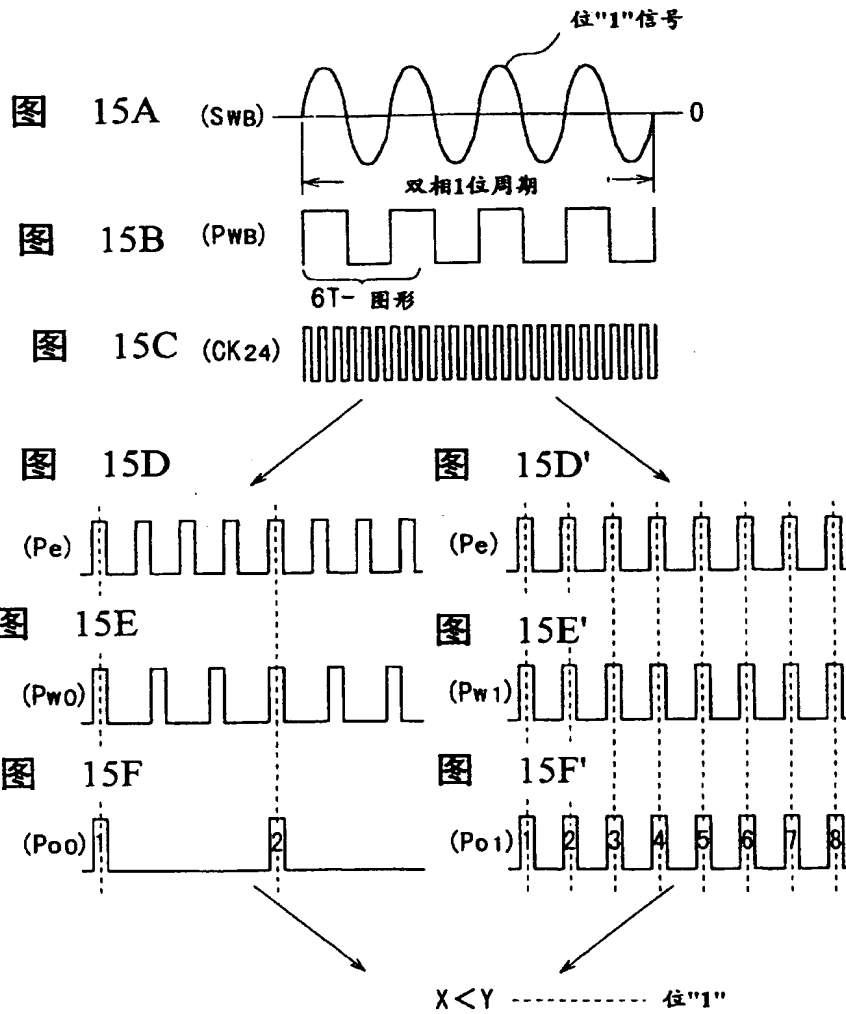 位"1"信号
图 15A (SWB) 0
双相1位周期
图 15B (PWB)
6T- 图形
图 15C (CK24)
图 15D 图 15D'
(Pe) (Pe)
图 15E 图 15E'
(Pw0) (Pw1)
图 15F 图 15F'
(Po0) 1 2 (Po1) 1 2 3 4 5 6 7 8
X<Y 位"1"